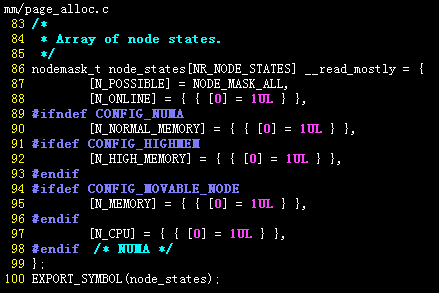 mm/page_alloc.c
83 /*
84  * Array of node states.
85  */
86 nodemask_t node_states[NR_NODE_STATES] __read_mostly = {
87         [N_POSSIBLE] = NODE_MASK_ALL,
88         [N_ONLINE] = { { [0] = 1UL } },
89 #ifndef CONFIG_NUMA
90         [N_NORMAL_MEMORY] = { { [0] = 1UL } },
91 #ifdef CONFIG_HIGHMEM
92         [N_HIGH_MEMORY] = { { [0] = 1UL } },
93 #endif
94 #ifdef CONFIG_MOVABLE_NODE
95         [N_MEMORY] = { { [0] = 1UL } },
96 #endif
97         [N_CPU] = { { [0] = 1UL } },
98 #endif  /* NUMA */
99 };
100 EXPORT_SYMBOL(node_states);